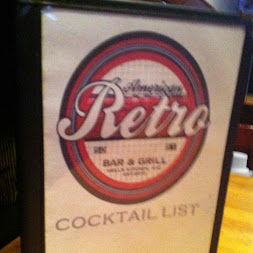 American
Retro
BAR & GRILL
COCKTAIL LIST